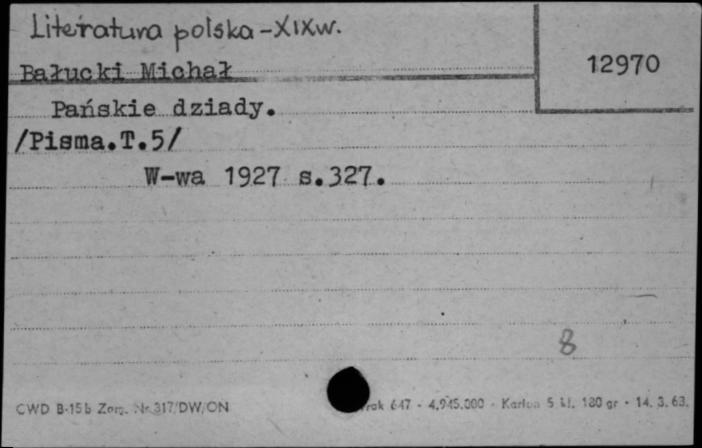 Literatura polska-XIXw.
Bałucki Michał
12970
Pańskie dziady.
/Pisma.T.5/
W-wa 1927 s.327.
8
CWD B-15b Zam. Nr 317/DW/ON
647 - 4.945.000 - Karton 5 kl. 180 gr - 14. 3. 63.